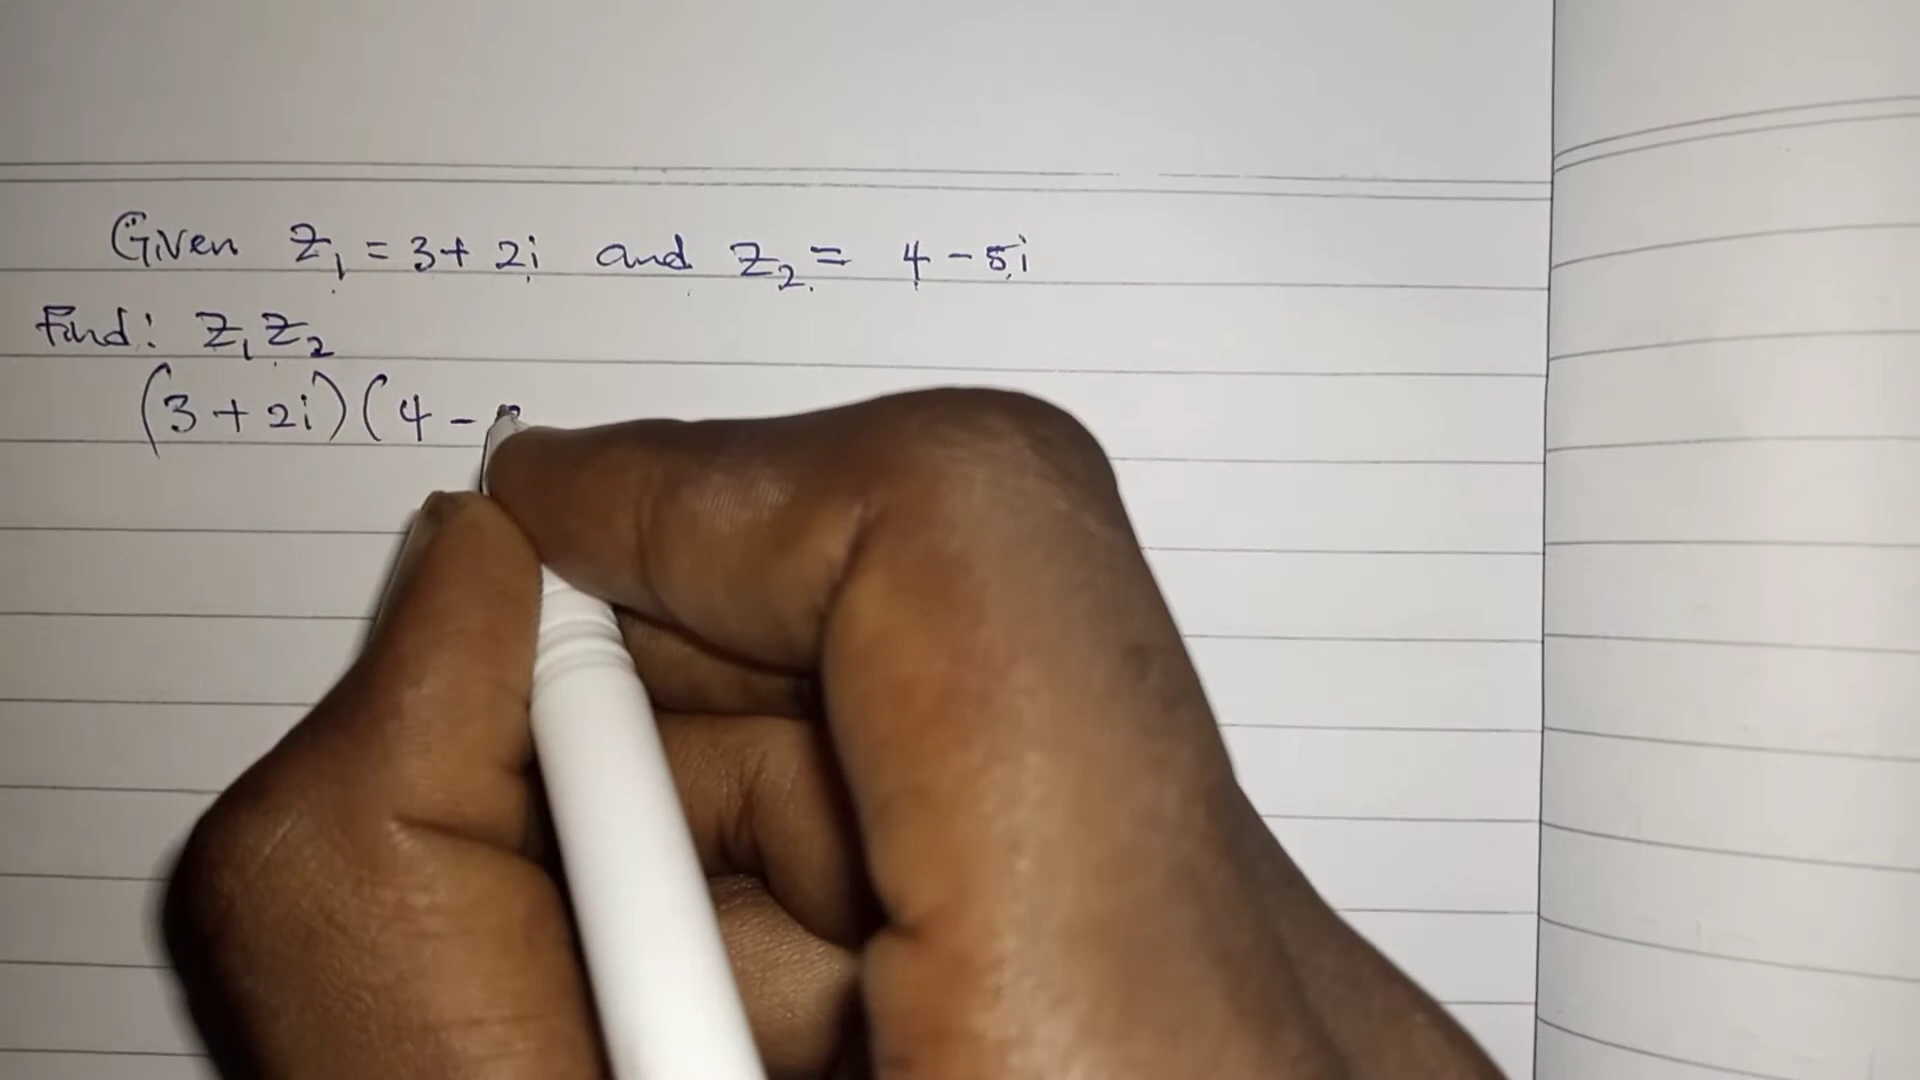 Given Z₁ = 3 + 2i and Z₂ = 4 - 5i
Find: Z₁Z₂
(3 + 2i)(4 -